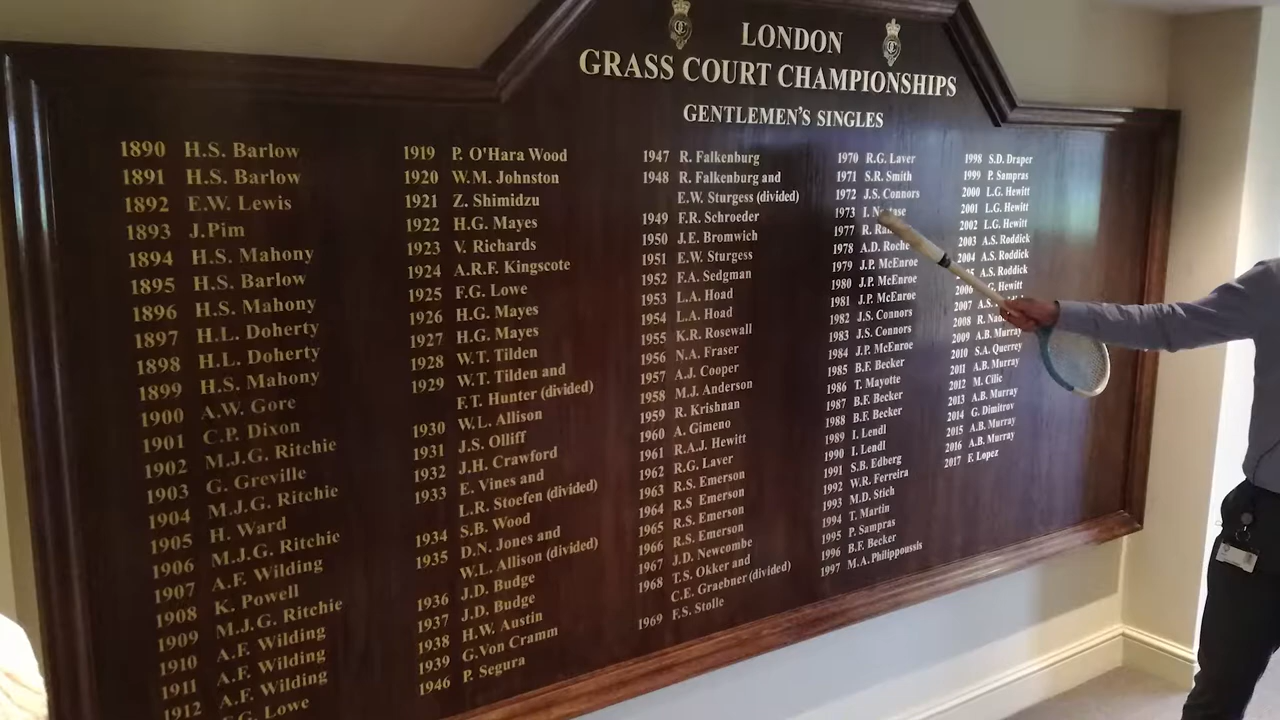 LONDON
GRASS COURT CHAMPIONSHIPS
GENTLEMEN'S SINGLES
1890 H.S. Barlow
1891 H.S. Barlow
1892 E.W. Lewis
1893 J.Pim
1894 H.S. Mahony
1895 H.S. Barlow
1896 H.S. Mahony
1897 H.L. Doherty
1898 H.L. Doherty
1899 H.S. Mahony
1900 A.W. Gore
1901 C.P. Dixon
1902 M.J.G. Ritchie
1903 G. Greville
1904 M.J.G. Ritchie
1905 H. Ward
1906 M.J.G. Ritchie
1907 A.F. Wilding
1908 K. Powell
1909 M.J.G. Ritchie
1910 A.F. Wilding
1911 A.F. Wilding
1912 A.F. Wilding
Lowe
1919 P. O'Hara Wood
1920 W.M. Johnston
1921 Z. Shimidzu
1922 H.G. Mayes
1923 V. Richards
1924 A.R.F. Kingscote
1925 F.G. Lowe
1926 H.G. Mayes
1927 H.G. Mayes
1928 W.T. Tilden
1929 W.T. Tilden and
F.T. Hunter (divided)
1930 W.L. Allison
1931 J.S. Olliff
1932 J.H. Crawford
1933 E. Vines and
L.R. Stoefen (divided)
1934 S.B. Wood
1935 D.N. Jones and
W.L. Allison (divided)
1936 J.D. Budge
1937 J.D. Budge
1938 H.W. Austin
1939 G.Von Cramm
1946 P. Segura
1947 R. Falkenburg
1948 R. Falkenburg and
E.W. Sturgess (divided)
1949 F.R. Schroeder
1950 J.E. Bromwich
1951 E.W. Sturgess
1952 F.A. Sedgman
1953 L.A. Hoad
1954 L.A. Hoad
1955 K.R. Rosewall
1956 N.A. Fraser
1957 A.J. Cooper
1958 M.J. Anderson
1959 R. Krishnan
1960 A. Gimeno
1961 R.A.J. Hewitt
1962 R.G. Laver
1963 R.S. Emerson
1964 R.S Emerson
1965 R.S. Emerson
1966 R.S. Emerson
1967 J.D. Newcombe
1968 T.S. Okker and
C.E. Graebner (divided)
1969 F.S. Stolle
1970 R.G. Laver
1971 S.R. Smith
1972 J.S. Connors
1973 I.
1977 R.
1978 A.D. Roche
1979 J.P. McEnroe
1980 J.P. McEnroe
1981 J.P. McEnroe
1982 J.S. Connors
1983 J.S. Connors
1984 J.P. McEnroe
1985 B.F. Becker
1986 T. Mayotte
1987 B.F. Becker
1988 B.F. Becker
1989 I. Lendl
1990 I. Lendl
1991 S.B. Edberg
1992 W.R. Ferreira
1993 M.D. Stich
1994 T. Martin
1995 P. Sampras
1996 B.F. Becker
1997 M.A. Philippoussis
1998 S.D. Draper
1999 P. Sampras
2000 L.G. Hewitt
2001 L.G. Hewitt
2002 L.G. Hewitt
2003 A.S. Roddick
2004 A.S. Roddick
A.S. Roddick
2006 Hewitt
2007
2008 R.
2009 A.B. Murray
2010 S.A. Querrey
2011 A.B. Murray
2012 M. Cilic
2013 A.B. Murray
2014 G. Dimitrov
2015 A.B. Murray
2016 A.B. Murray
2017 F. Lopez